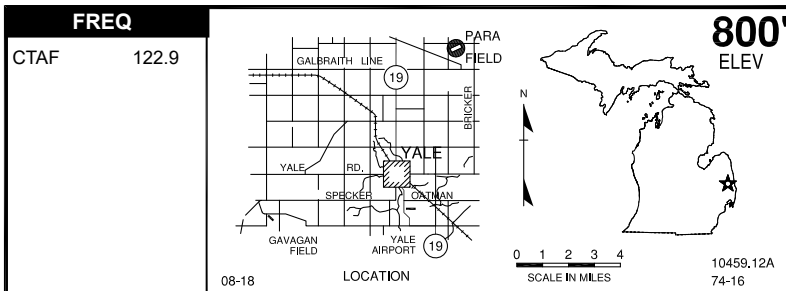 FREQ
CTAF 122.9
PARA
FIELD
GALBRAITH LINE
19
BRICKER
YALE
YALE RD.
SPECKER OATMAN
GAVAGAN
FIELD
YALE
AIRPORT
19
08-18
LOCATION
800'
ELEV
N
0 1 2 3 4
SCALE IN MILES
10459.12A
74-16